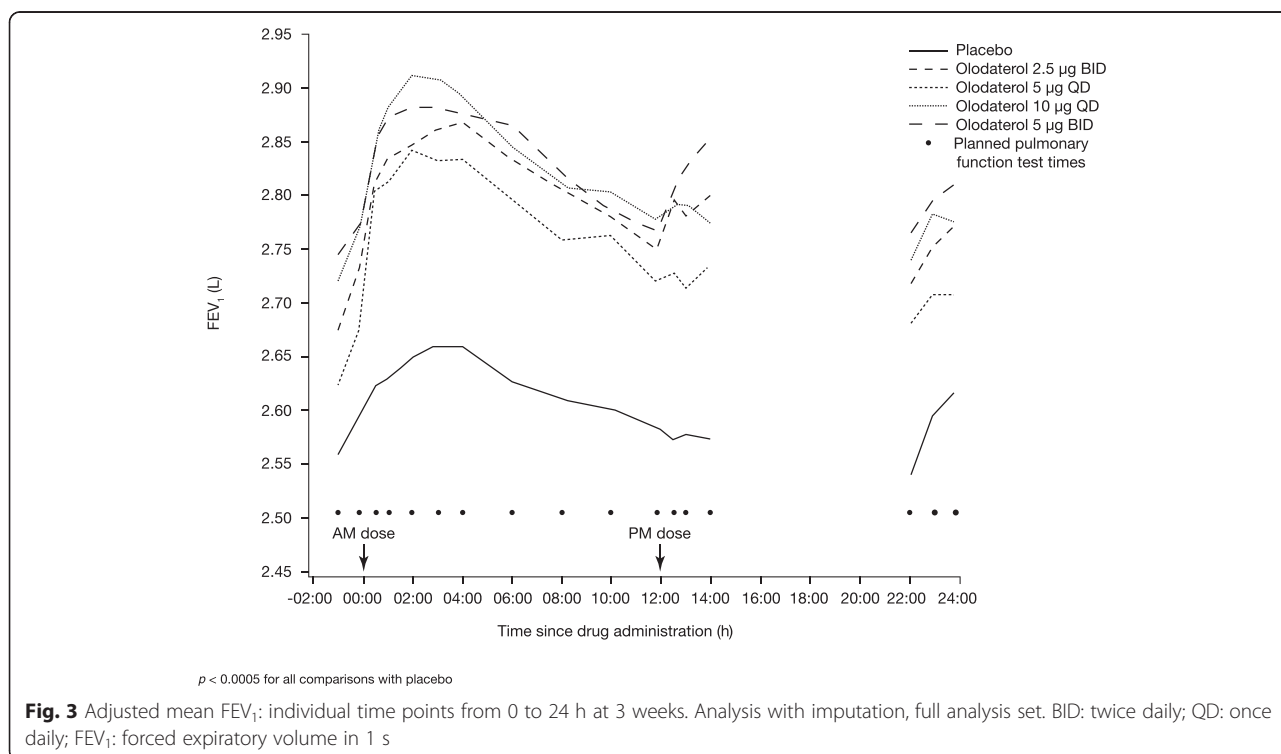 2.95
2.90
2.85
2.80
2.75
2.70
2.65
2.60
2.55
2.50
2.45
FEV₁ (L)
Placebo
Olodaterol 2.5 µg BID
Olodaterol 5 µg QD
Olodaterol 10 µg QD
Olodaterol 5 µg BID
Planned pulmonary
function test times
AM dose
PM dose
-02:00 00:00 02:00 04:00 06:00 08:00 10:00 12:00 14:00 16:00 18:00 20:00 22:00 24:00
Time since drug administration (h)
p < 0.0005 for all comparisons with placebo
Fig. 3 Adjusted mean FEV₁: individual time points from 0 to 24 h at 3 weeks. Analysis with imputation, full analysis set. BID: twice daily; QD: once
daily; FEV₁: forced expiratory volume in 1 s